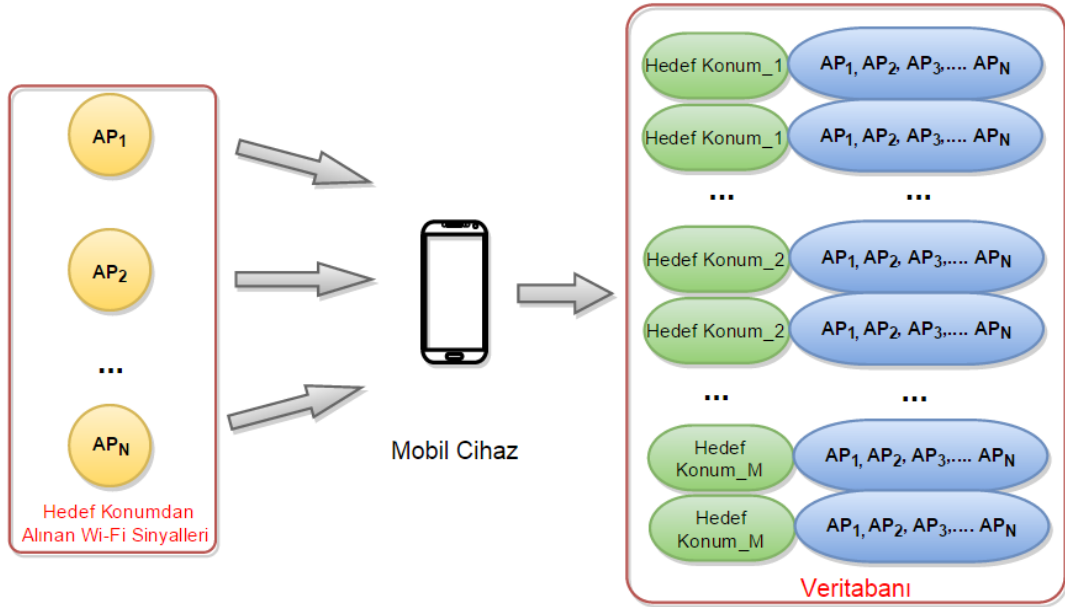 AP1
AP2
...
APN
Hedef Konumdan
Alınan Wi-Fi Sinyalleri
Mobil Cihaz
Hedef Konum_1
AP1, AP2, AP3,.... APN
Hedef Konum_1
AP1, AP2, AP3,.... APN
... ...
Hedef Konum_2
AP1, AP2, AP3,.... APN
Hedef Konum_2
AP1, AP2, AP3,.... APN
... ...
Hedef
Konum_M
AP1, AP2, AP3,.... APN
Hedef
Konum_M
AP1, AP2, AP3,.... APN
Veritabanı